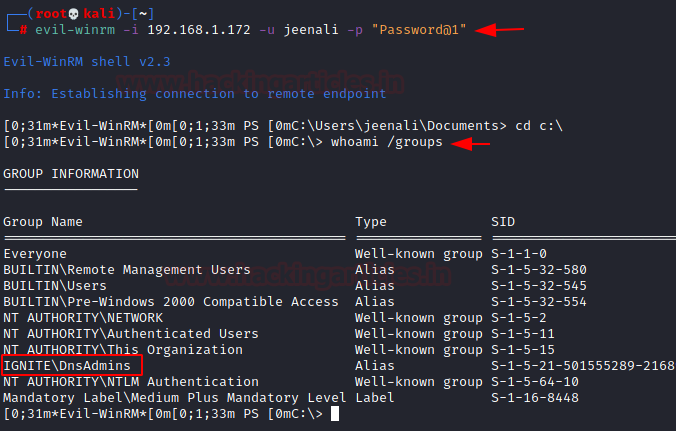 (root💀kali)-[~]
# evil-winrm -i 192.168.1.172 -u jeenali -p "Password@1"
Evil-WinRM shell v2.3
www.hackingarticles.in
Info: Establishing connection to remote endpoint
[0;31m*Evil-WinRM*[0m[0;1;33m PS [0mC:\Users\jeenali\Documents> cd c:\
[0;31m*Evil-WinRM*[0m[0;1;33m PS [0mC:\> whoami /groups
GROUP INFORMATION
-----------------
Group Name Type SID
========================================== ================ ========================
Everyone Well-known group S-1-1-0
BUILTIN\Remote Management Users Alias S-1-5-32-580
www.hackingarticles.in
BUILTIN\Users Alias S-1-5-32-545
BUILTIN\Pre-Windows 2000 Compatible Access Alias S-1-5-32-554
NT AUTHORITY\NETWORK Well-known group S-1-5-2
NT AUTHORITY\Authenticated Users Well-known group S-1-5-11
NT AUTHORITY\This Organization Well-known group S-1-5-15
IGNITE\DnsAdmins Alias S-1-5-21-501555289-2168
NT AUTHORITY\NTLM Authentication Well-known group S-1-5-64-10
Mandatory Label\Medium Plus Mandatory Level Label S-1-16-8448
[0;31m*Evil-WinRM*[0m[0;1;33m PS [0mC:\>